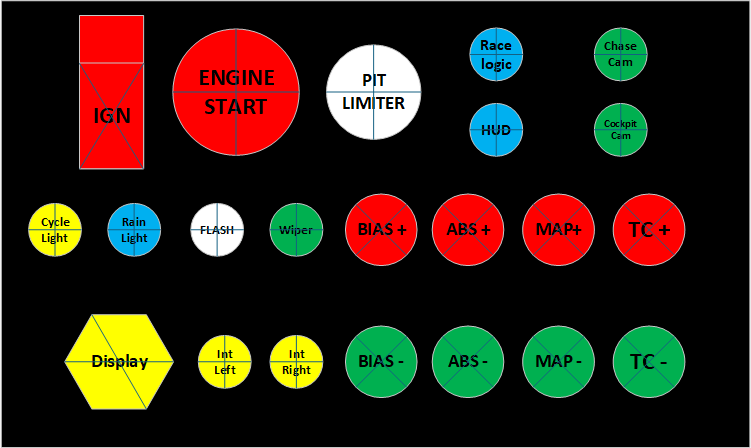 IGN
ENGINE
START
PIT
LIMITER
Race
logic
Chase
Cam
HUD
Cockpit
Cam
Cycle
Light
Rain
Light
FLASH
Wiper
BIAS +
ABS +
MAP+
TC +
Display
Int
Left
Int
Right
BIAS -
ABS -
MAP -
TC -